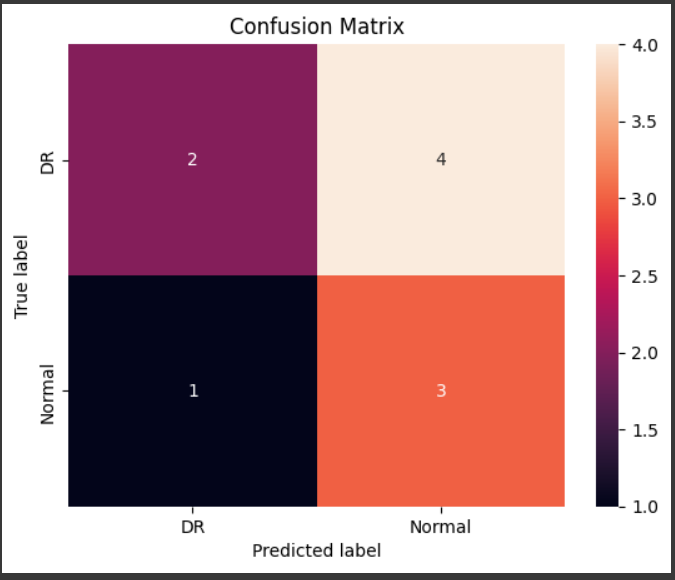 Confusion Matrix
4.0
3.5
3.0
2.5
2.0
1.5
1.0
True label
DR
2
4
Normal
1
3
DR
Normal
Predicted label